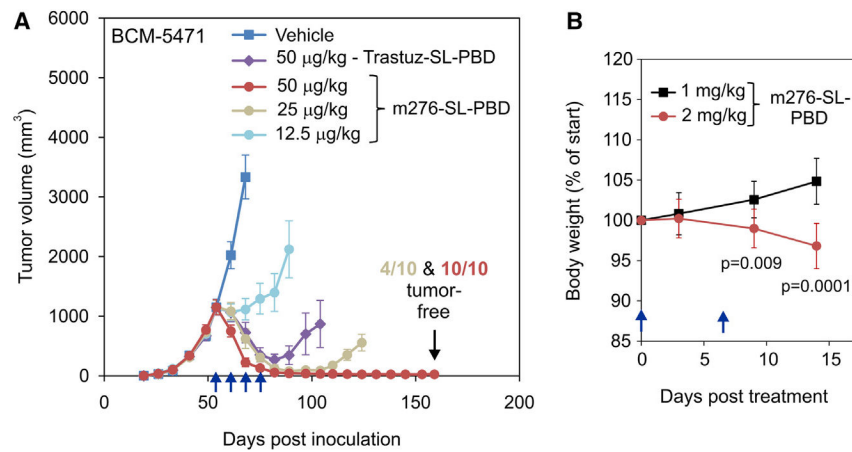 A
BCM-5471
Vehicle
50 μg/kg - Trastuz-SL-PBD
50 μg/kg
25 μg/kg
12.5 μg/kg
m276-SL-PBD
Tumor volume (mm³)
6000
5000
4000
3000
2000
1000
0
4/10 & 10/10
tumor-
free
0 50 100 150 200
Days post inoculation
B
1 mg/kg
2 mg/kg
m276-SL-
PBD
Body weight (% of start)
120
115
110
105
100
95
90
85
p=0.009
p=0.0001
0 5 10 15
Days post treatment